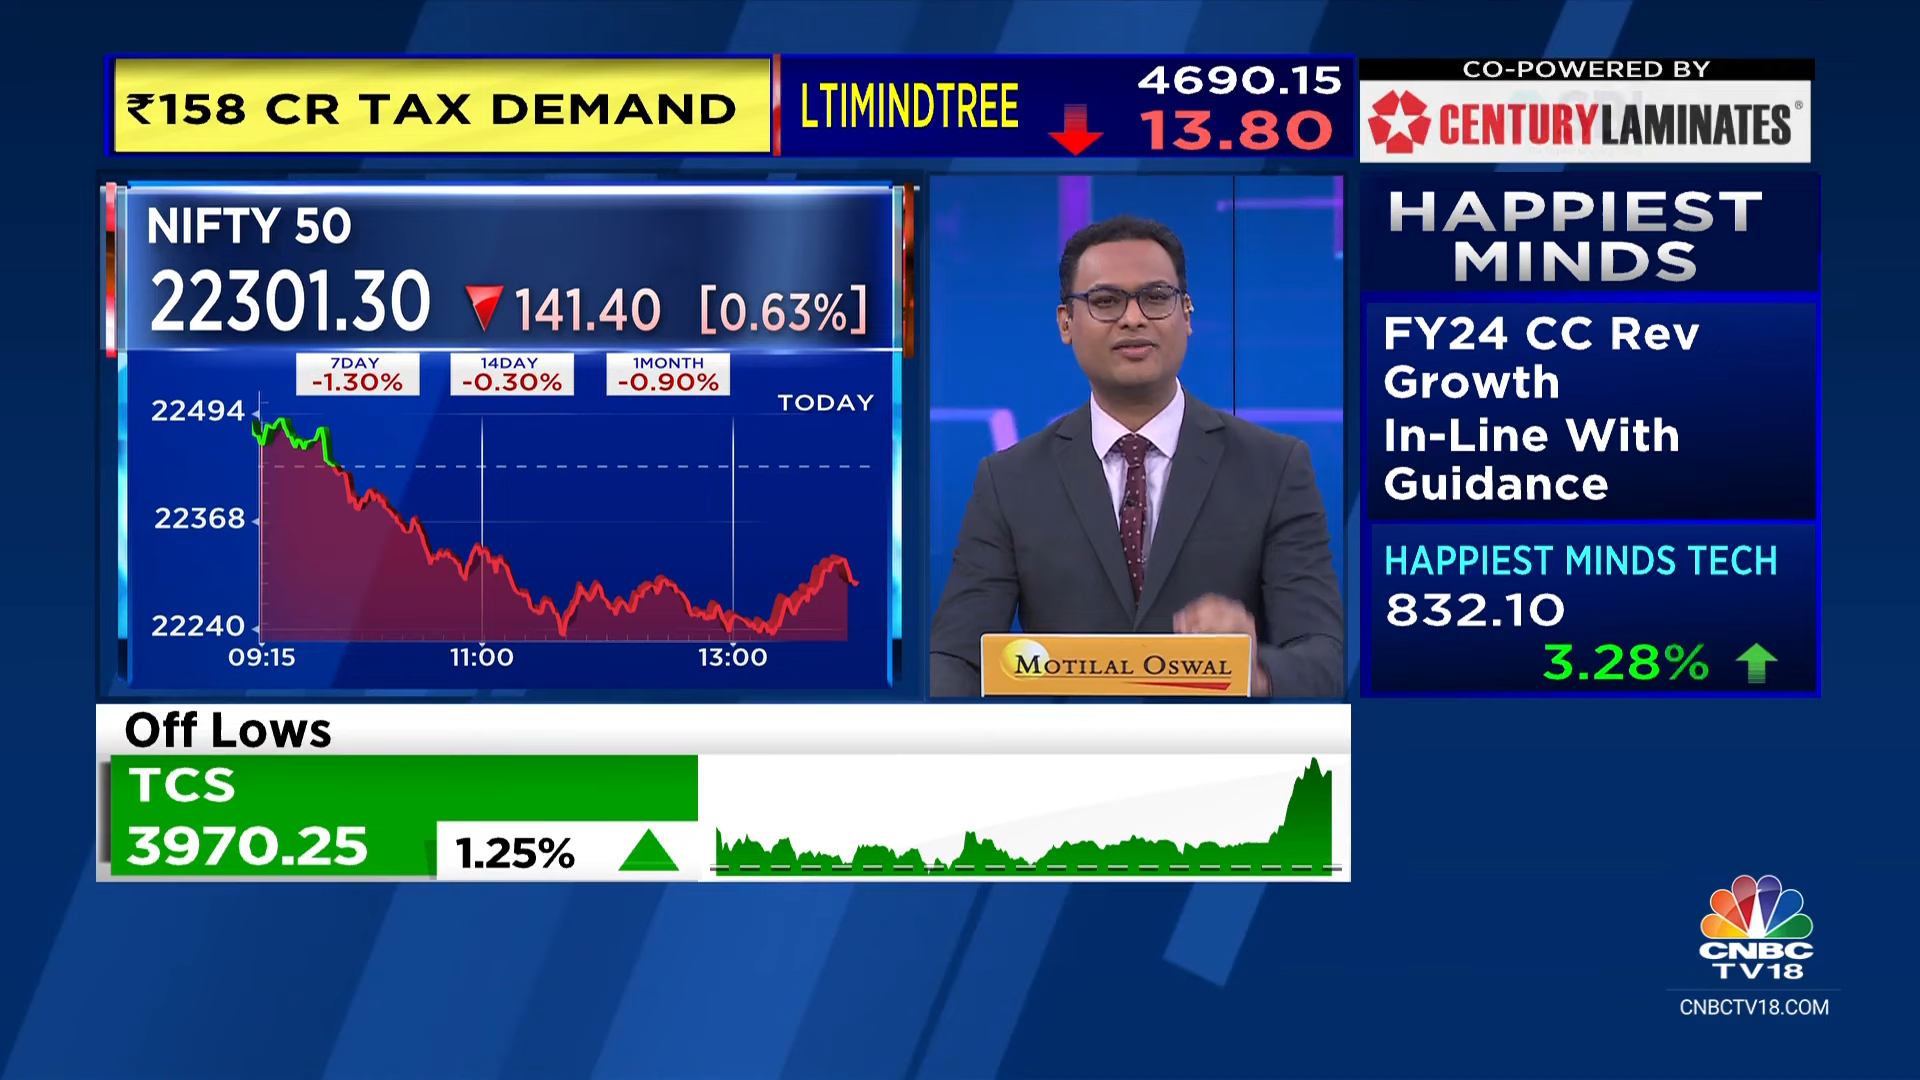 ₹158 CR TAX DEMAND
LTIMINDTREE
4690.15
13.80
CO-POWERED BY
CENTURYLAMINATES®
NIFTY 50
22301.30 141.40 [0.63%]
7DAY
-1.30%
14DAY
-0.30%
1MONTH
-0.90%
TODAY
22494
22368
22240
09:15 11:00 13:00
MOTILAL OSWAL
HAPPIEST
MINDS
FY24 CC Rev
Growth
In-Line With
Guidance
HAPPIEST MINDS TECH
832.10
3.28%
Off Lows
TCS
3970.25
1.25%
CNBC
TV18
CNBCTV18.COM